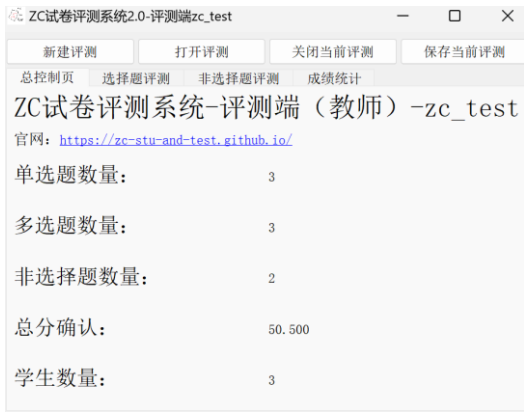 ZC试卷评测系统2.0-评测端zc_test
新建评测 打开评测 关闭当前评测 保存当前评测
总控制页 选择题评测 非选择题评测 成绩统计
ZC试卷评测系统-评测端（教师）-zc_test
官网：https://zc-stu-and-test.github.io/
单选题数量： 3
多选题数量： 3
非选择题数量： 2
总分确认： 50.500
学生数量： 3